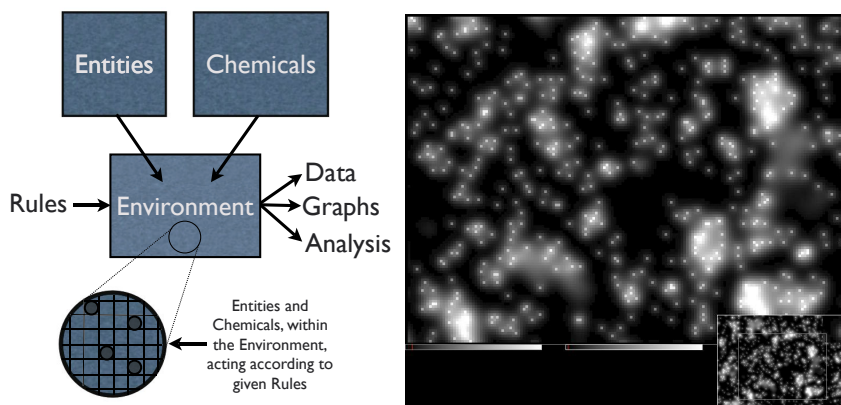 Entities
Chemicals
Rules
Environment
Data
Graphs
Analysis
Entities and
Chemicals, within
the Environment,
acting according to
given Rules